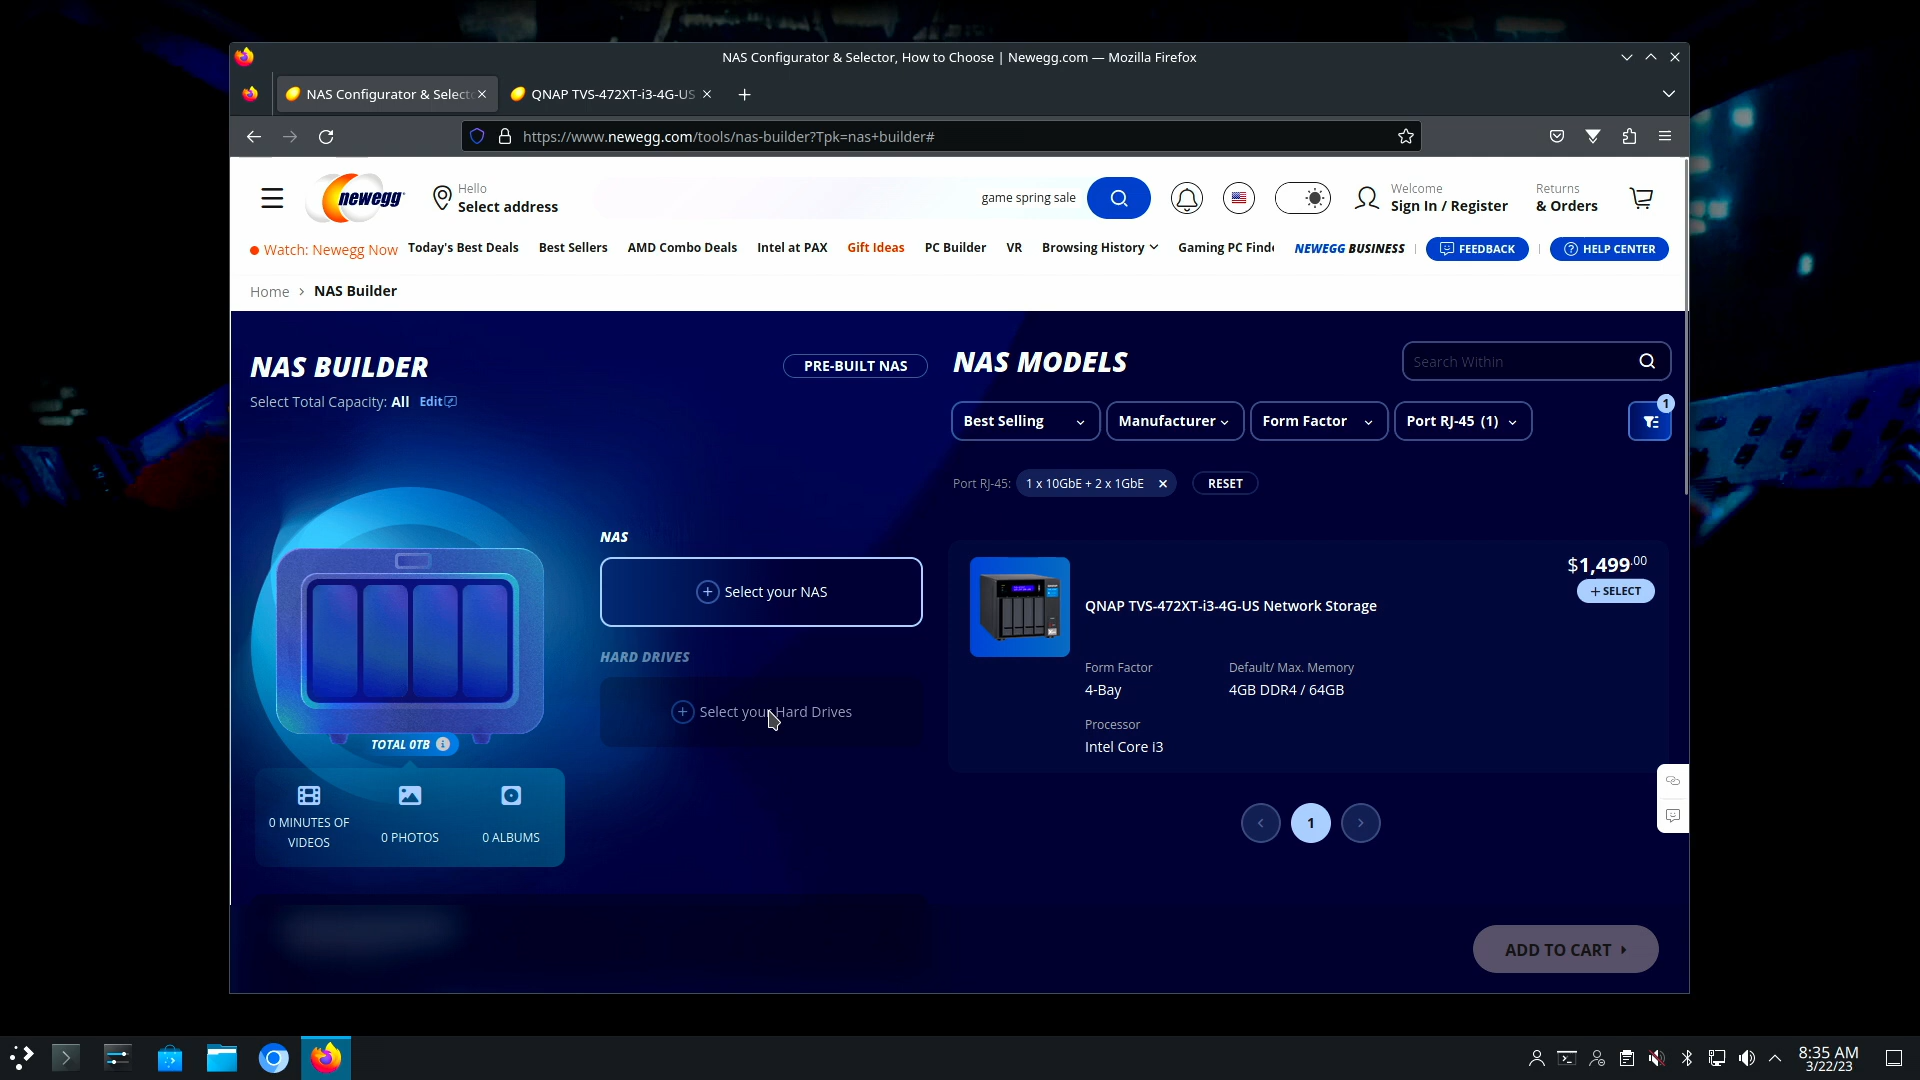 NAS Configurator & Selector, How to Choose | Newegg.com — Mozilla Firefox
NAS Configurator & Selecto
QNAP TVS-472XT-i3-4G-US
https://www.newegg.com/tools/nas-builder?Tpk=nas+builder#
newegg
Hello
Select address
game spring sale
Welcome
Sign In / Register
Returns
& Orders
Watch: Newegg Now
Today's Best Deals
Best Sellers
AMD Combo Deals
Intel at PAX
Gift Ideas
PC Builder
VR
Browsing History
Gaming PC Finde
NEWEGG BUSINESS
FEEDBACK
HELP CENTER
Home > NAS Builder
NAS BUILDER
PRE-BUILT NAS
Select Total Capacity: All Edit
NAS
Select your NAS
HARD DRIVES
Select your Hard Drives
TOTAL 0TB
0 MINUTES OF
VIDEOS
0 PHOTOS
0 ALBUMS
NAS MODELS
Search Within
Best Selling
Manufacturer
Form Factor
Port RJ-45 (1)
1
Port RJ-45:
1 x 10GbE + 2 x 1GbE
RESET
$1,499.00
+ SELECT
QNAP TVS-472XT-i3-4G-US Network Storage
Form Factor
4-Bay
Default/ Max. Memory
4GB DDR4 / 64GB
Processor
Intel Core i3
1
ADD TO CART
8:35 AM
3/22/23